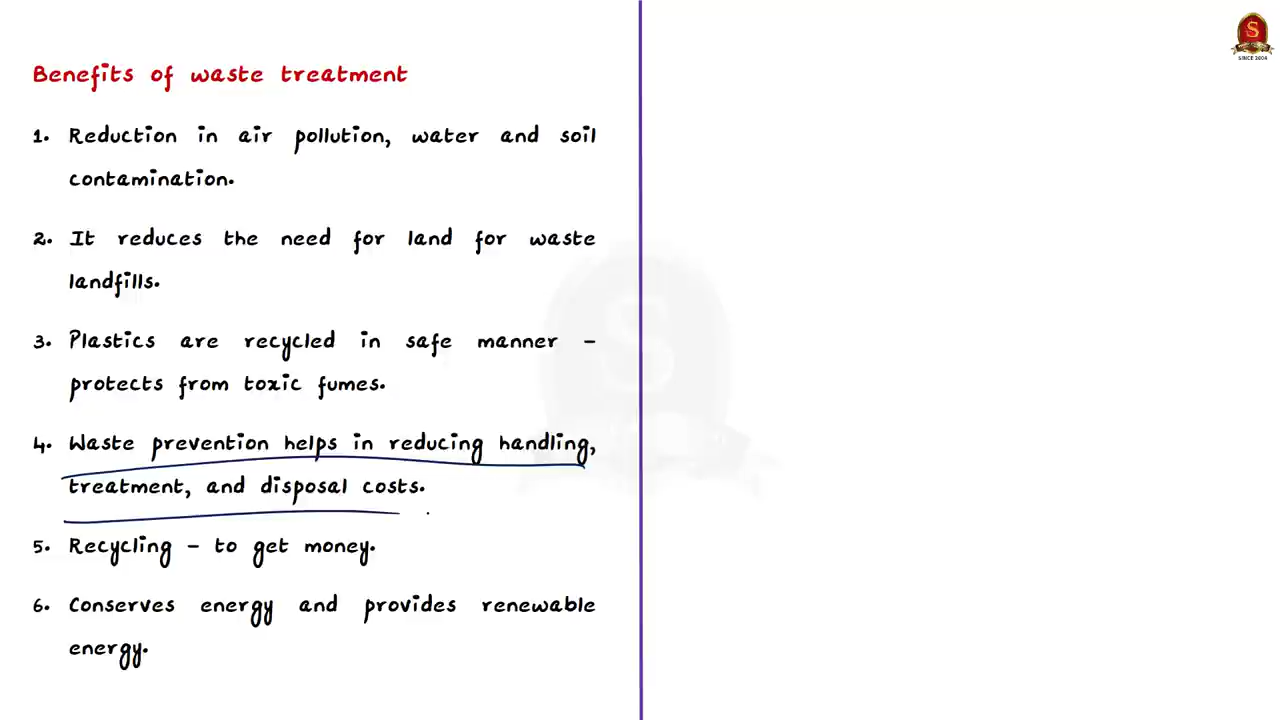 Benefits of waste treatment
1. Reduction in air pollution, water and soil
contamination.
2. It reduces the need for land for waste
landfills.
3. Plastics are recycled in safe manner -
protects from toxic fumes.
4. Waste prevention helps in reducing handling,
treatment, and disposal costs.
5. Recycling - to get money.
6. Conserves energy and provides renewable
energy.
S
SINCE 2004